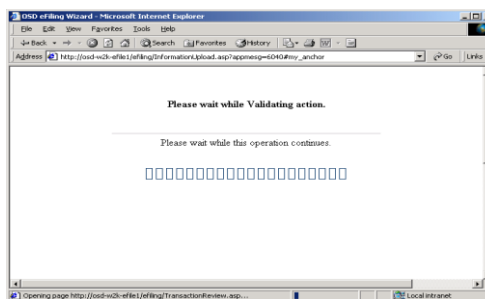 OSD eFiling Wizard - Microsoft Internet Explorer
File Edit View Favorites Tools Help
Back Search Favorites History
Address http://osd-w2k-efile1/efiling/InformationUpload.asp?appmesg=6040#my_anchor Go Links
Please wait while Validating action.
Please wait while this operation continues.
Opening page http://osd-w2k-efile1/efiling/TransactionReview.asp... Local intranet